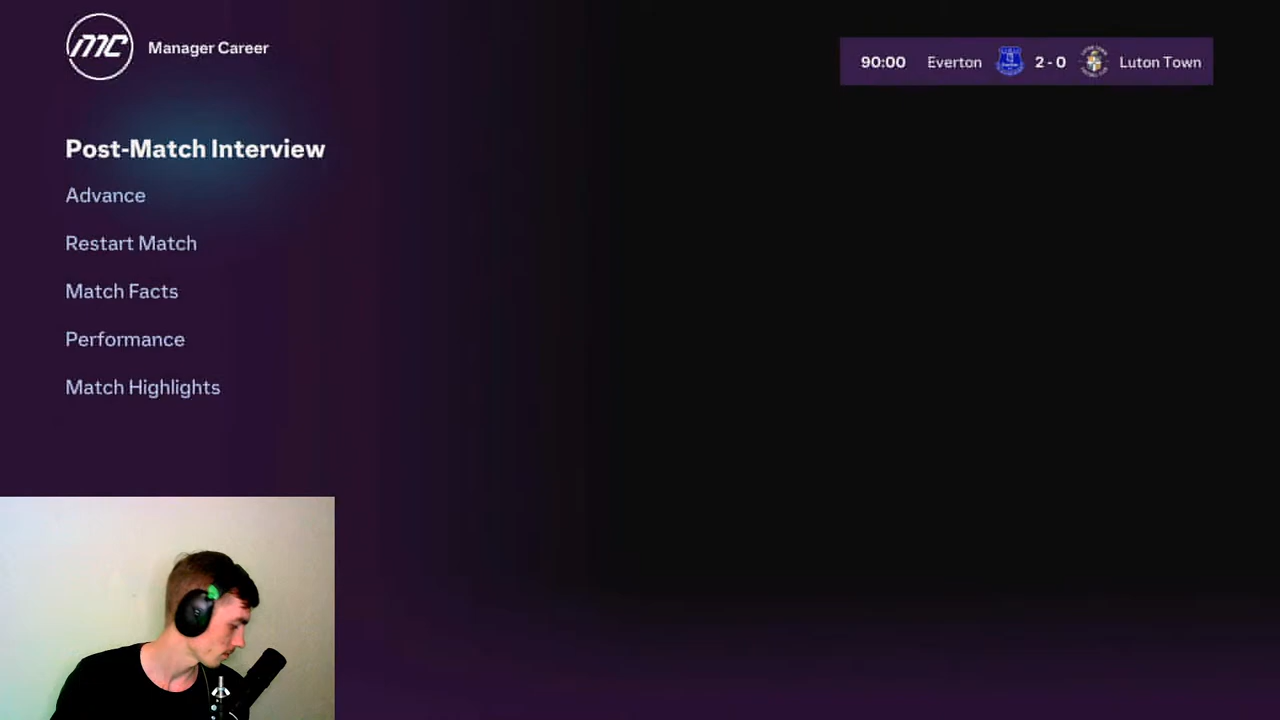 MC Manager Career
90:00 Everton 2 - 0 Luton Town
Post-Match Interview
Advance
Restart Match
Match Facts
Performance
Match Highlights